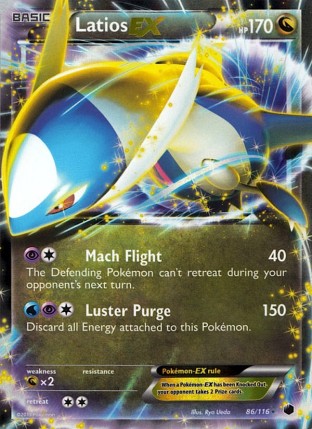 BASIC Latios EX HP170
Mach Flight 40
The Defending Pokémon can't retreat during your
opponent's next turn.
Luster Purge 150
Discard all Energy attached to this Pokémon.
weakness resistance
×2
Pokémon-EX rule
When a Pokémon-EX has been Knocked Out,
your opponent takes 2 Prize cards.
retreat
Illus. Ryo Ueda 86/116